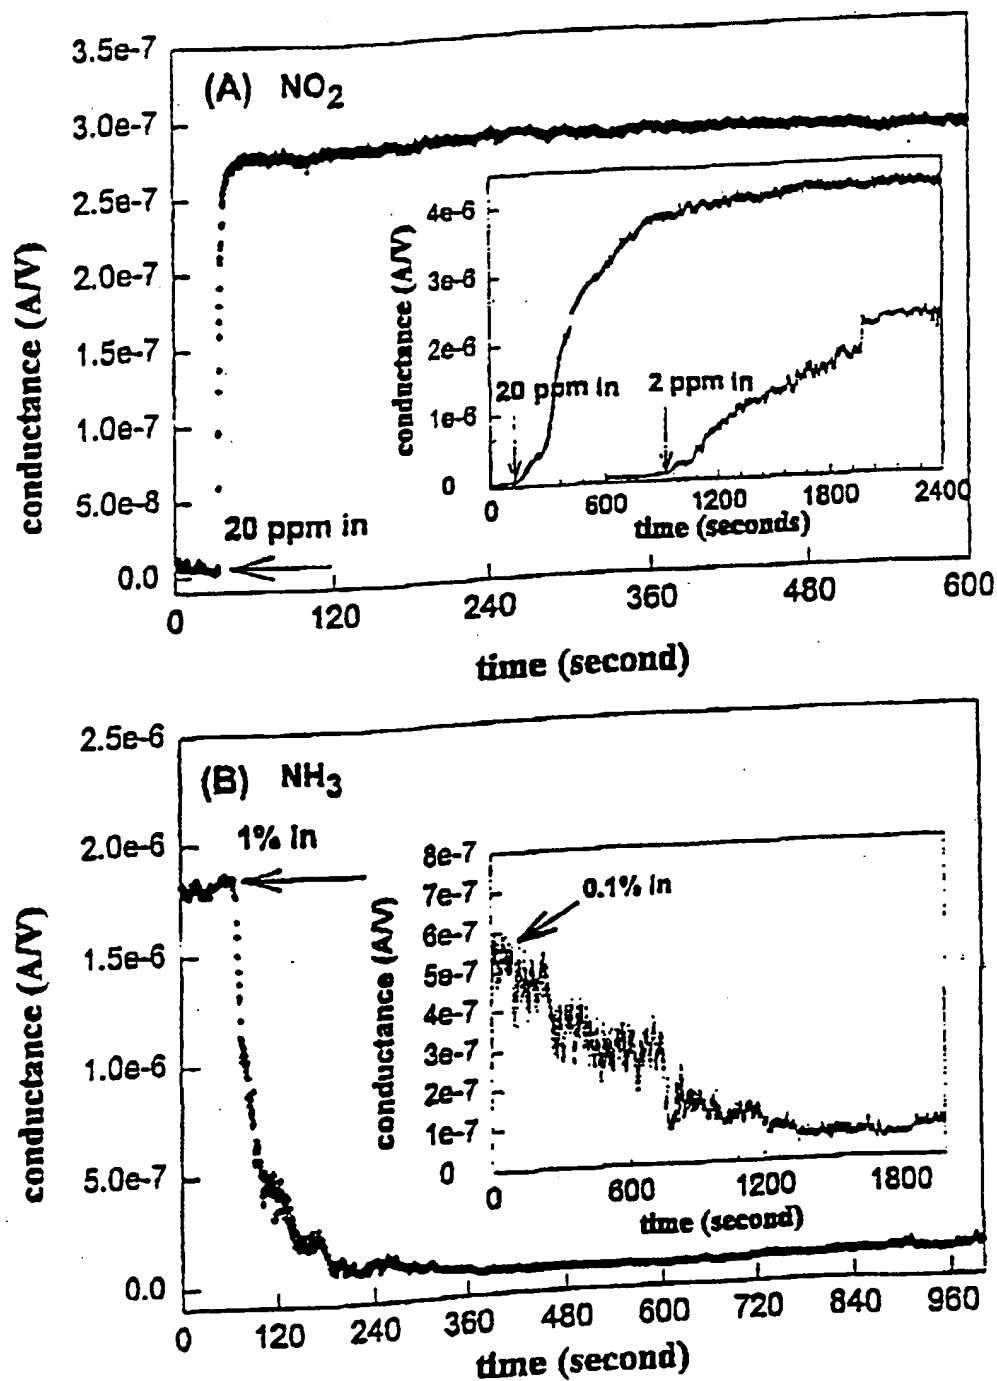 (A) NO2
3.5e-7
3.0e-7
2.5e-7
2.0e-7
1.5e-7
1.0e-7
5.0e-8
0.0
conductance (A/V)
20 ppm in
0 120 240 360 480 600
time (second)
4e-6
3e-6
2e-6
1e-6
0
conductance (A/V)
20 ppm in
2 ppm in
0 600 1200 1800 2400
time (seconds)
(B) NH3
2.5e-6
2.0e-6
1.5e-6
1.0e-6
5.0e-7
0.0
conductance (A/V)
1% in
0 120 240 360 480 600 720 840 960
time (second)
8e-7
7e-7
6e-7
5e-7
4e-7
3e-7
2e-7
1e-7
0
conductance (A/V)
0.1% in
0 600 1200 1800
time (second)